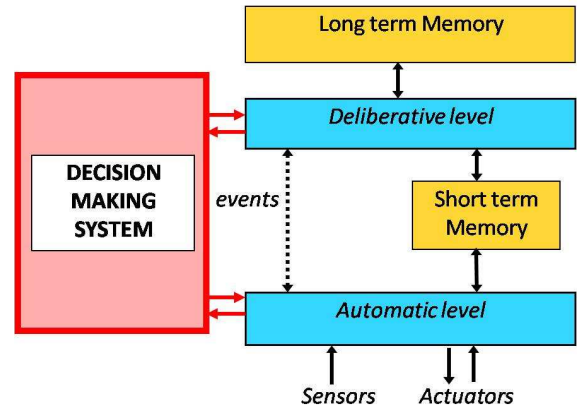 Long term Memory
Deliberative level
DECISION
MAKING
SYSTEM
events
Short term
Memory
Automatic level
Sensors
Actuators